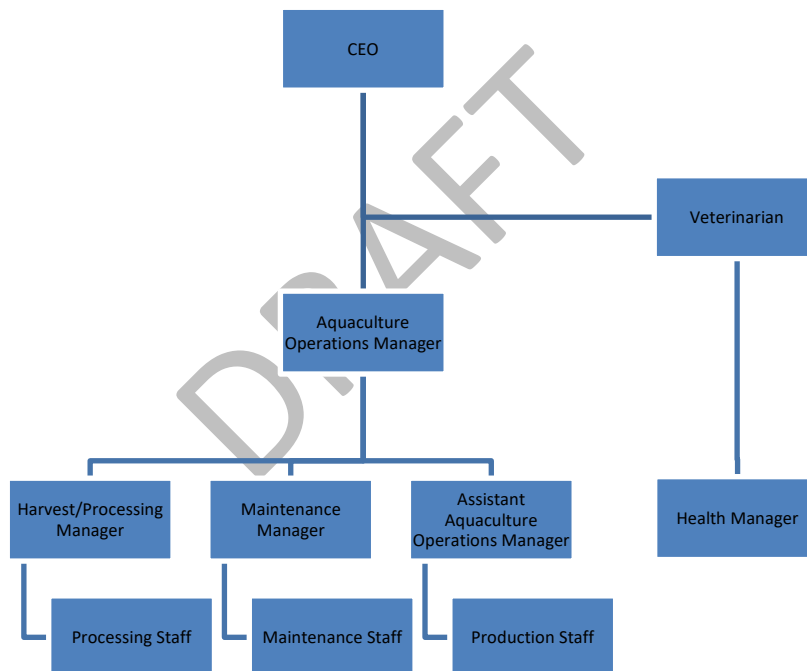 CEO
DRAFT
Veterinarian
Aquaculture
Operations Manager
Harvest/Processing
Manager
Maintenance
Manager
Assistant
Aquaculture
Operations Manager
Health Manager
Processing Staff
Maintenance Staff
Production Staff